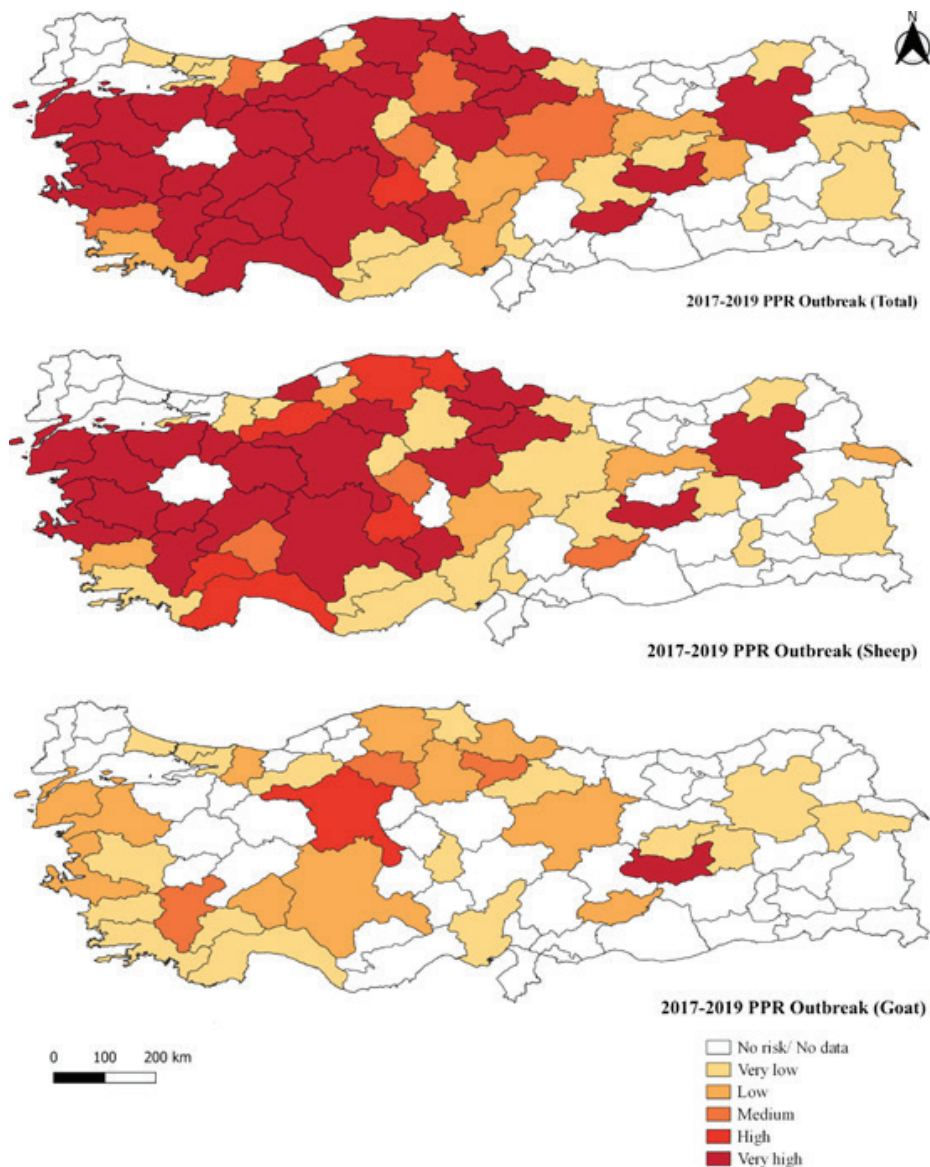 N
2017-2019 PPR Outbreak (Total)
2017-2019 PPR Outbreak (Sheep)
2017-2019 PPR Outbreak (Goat)
0 100 200 km
No risk/ No data
Very low
Low
Medium
High
Very high